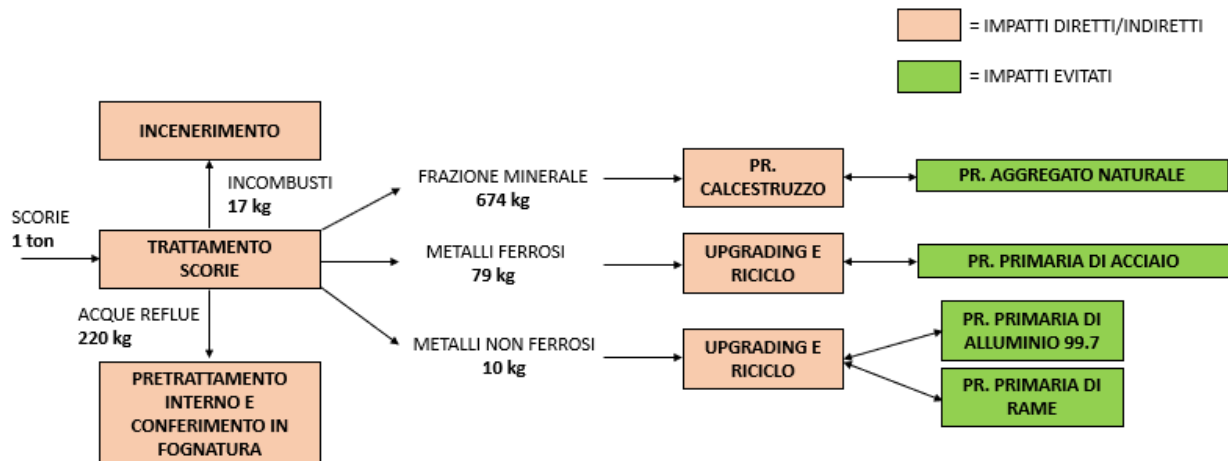 = IMPATTI DIRETTI/INDIRETTI
= IMPATTI EVITATI
INCENERIMENTO
INCOMBUSTI
17 kg
SCORIE
1 ton
TRATTAMENTO
SCORIE
ACQUE REFLUE
220 kg
PRETRATTAMENTO
INTERNO E
CONFERIMENTO IN
FOGNATURA
FRAZIONE MINERALE
674 kg
PR.
CALCESTRUZZO
PR. AGGREGATO NATURALE
METALLI FERROSI
79 kg
UPGRADING E
RICICLO
PR. PRIMARIA DI ACCIAIO
METALLI NON FERROSI
10 kg
UPGRADING E
RICICLO
PR. PRIMARIA DI
ALLUMINIO 99.7
PR. PRIMARIA DI
RAME